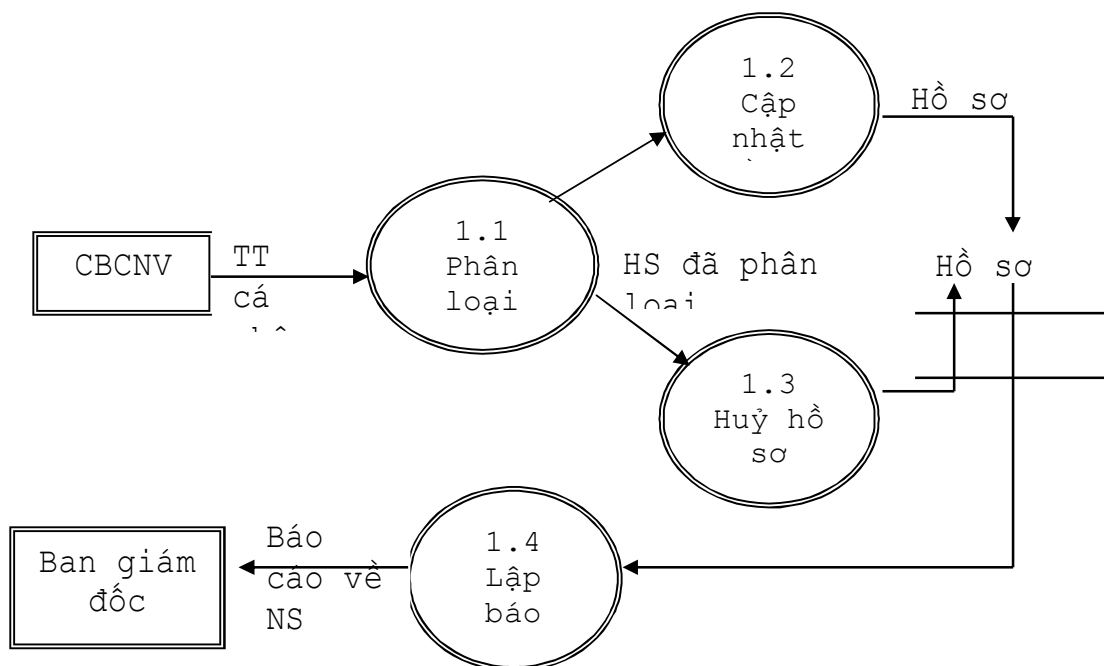 1.2
Cập
nhật
Hồ sơ
1.1
Phân
loại
CBCNV
TT
cá
HS đã phân
loại
Hồ sơ
1.3
Huỷ hồ
sơ
1.4
Lập
báo
Báo
cáo về
NS
Ban giám
đốc